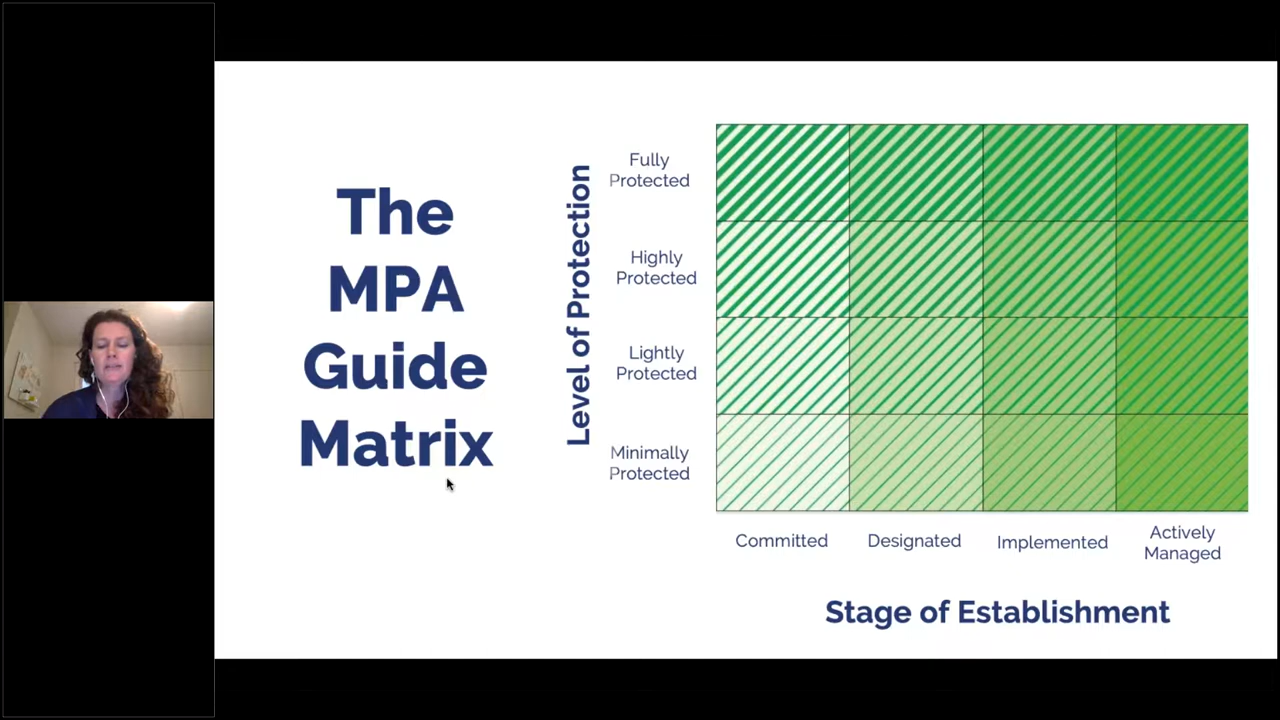 The
MPA
Guide
Matrix
Level of Protection
Fully
Protected
Highly
Protected
Lightly
Protected
Minimally
Protected
Committed
Designated
Implemented
Actively
Managed
Stage of Establishment